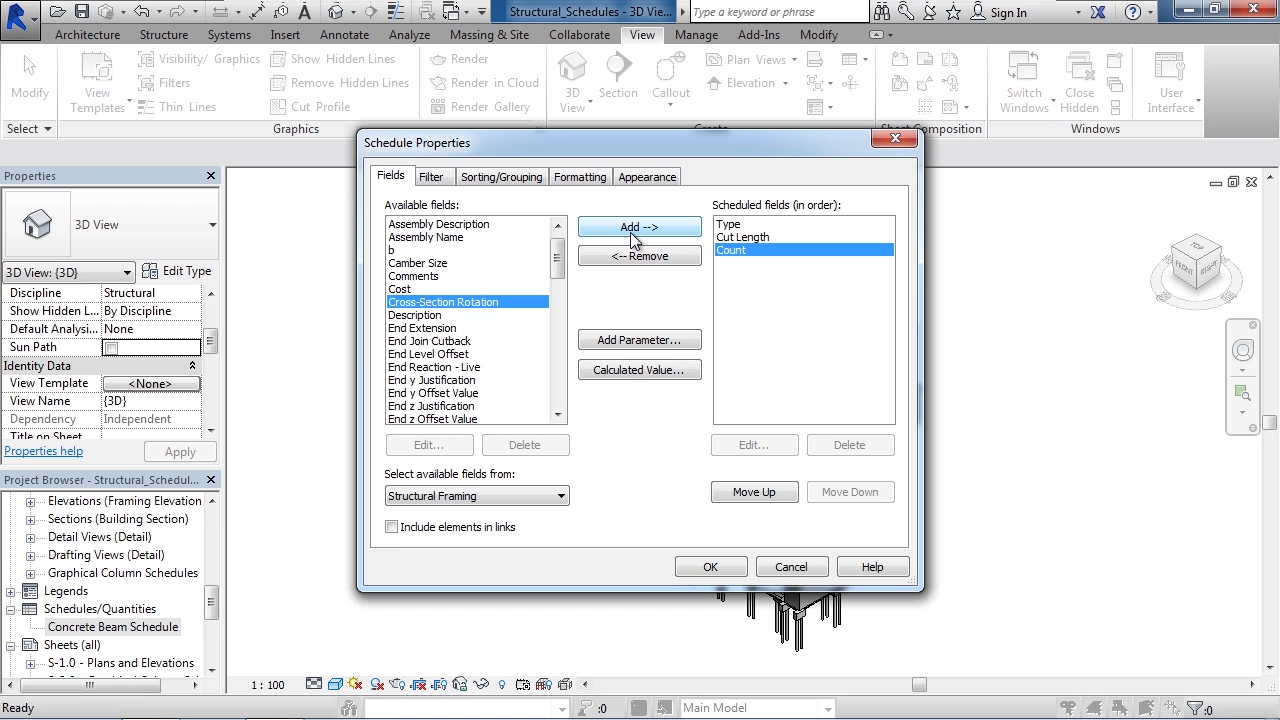 Structural_Schedules - 3D Vie...
Type a keyword or phrase
Sign In
Architecture Structure Systems Insert Annotate Analyze Massing & Site Collaborate View Manage Add-Ins Modify
Modify
View Templates
Visibility/ Graphics
Filters
Thin Lines
Show Hidden Lines
Remove Hidden Lines
Cut Profile
Render
Render in Cloud
Render Gallery
3D View
Section
Callout
Plan Views
Elevation
Switch Windows
Close Hidden
User Interface
Select Graphics Sheet Composition Windows
Properties
3D View
3D View: {3D} Edit Type
Discipline Structural
Show Hidden L... By Discipline
Default Analysi... None
Sun Path
Identity Data
View Template <None>
View Name {3D}
Dependency Independent
Title on Sheet
Properties help Apply
Project Browser - Structural_Schedul...
Elevations (Framing Elevation
Sections (Building Section)
Detail Views (Detail)
Drafting Views (Detail)
Graphical Column Schedules
Legends
Schedules/Quantities
Concrete Beam Schedule
Sheets (all)
S-1.0 - Plans and Elevations
Schedule Properties
Fields Filter Sorting/Grouping Formatting Appearance
Available fields:
Assembly Description
Assembly Name
b
Camber Size
Comments
Cost
Cross-Section Rotation
Description
End Extension
End Join Cutback
End Level Offset
End Reaction - Live
End y Justification
End y Offset Value
End z Justification
End z Offset Value
Add -->
<-- Remove
Add Parameter...
Calculated Value...
Scheduled fields (in order):
Type
Cut Length
Count
Edit... Delete Edit... Delete
Select available fields from:
Structural Framing
Move Up Move Down
Include elements in links
OK Cancel Help
FRONT RIGHT
1 : 100
Ready
:0
Main Model
:0